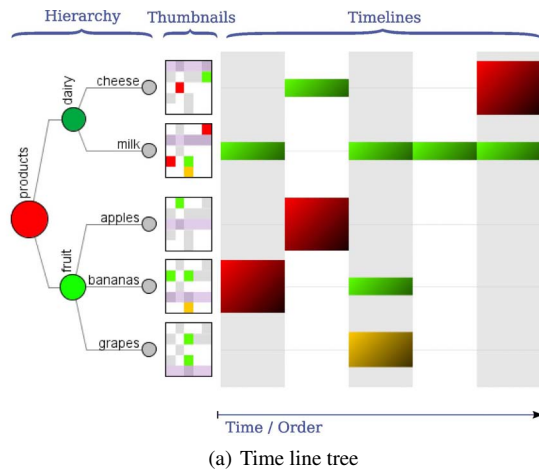 Hierarchy Thumbnails Timelines
products
dairy
fruit
cheese
milk
apples
bananas
grapes
Time / Order
(a) Time line tree